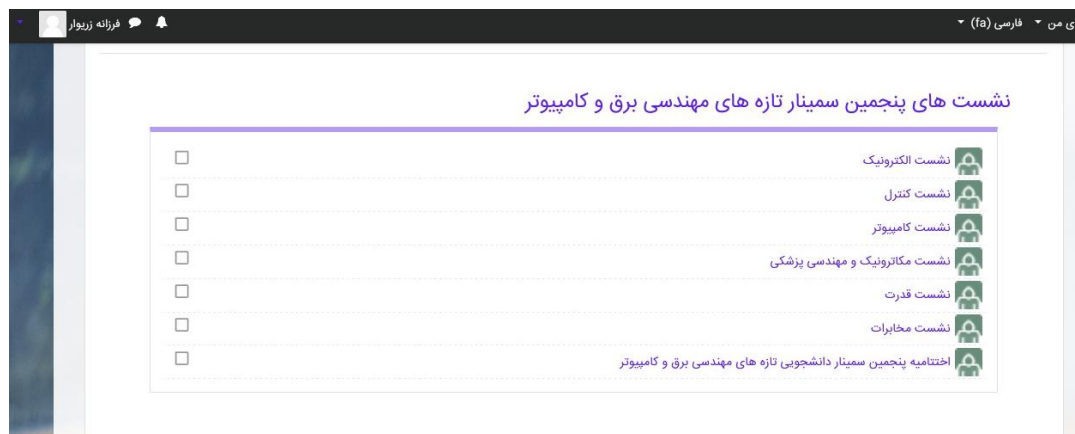 ی من فارسی (fa) فرزانه زریوار
نشست های پنجمین سمینار تازه های مهندسی برق و کامپیوتر
نشست الکترونیک
نشست کنترل
نشست کامپیوتر
نشست مکاترونیک و مهندسی پزشکی
نشست قدرت
نشست مخابرات
اختتامیه پنجمین سمینار دانشجویی تازه های مهندسی برق و کامپیوتر